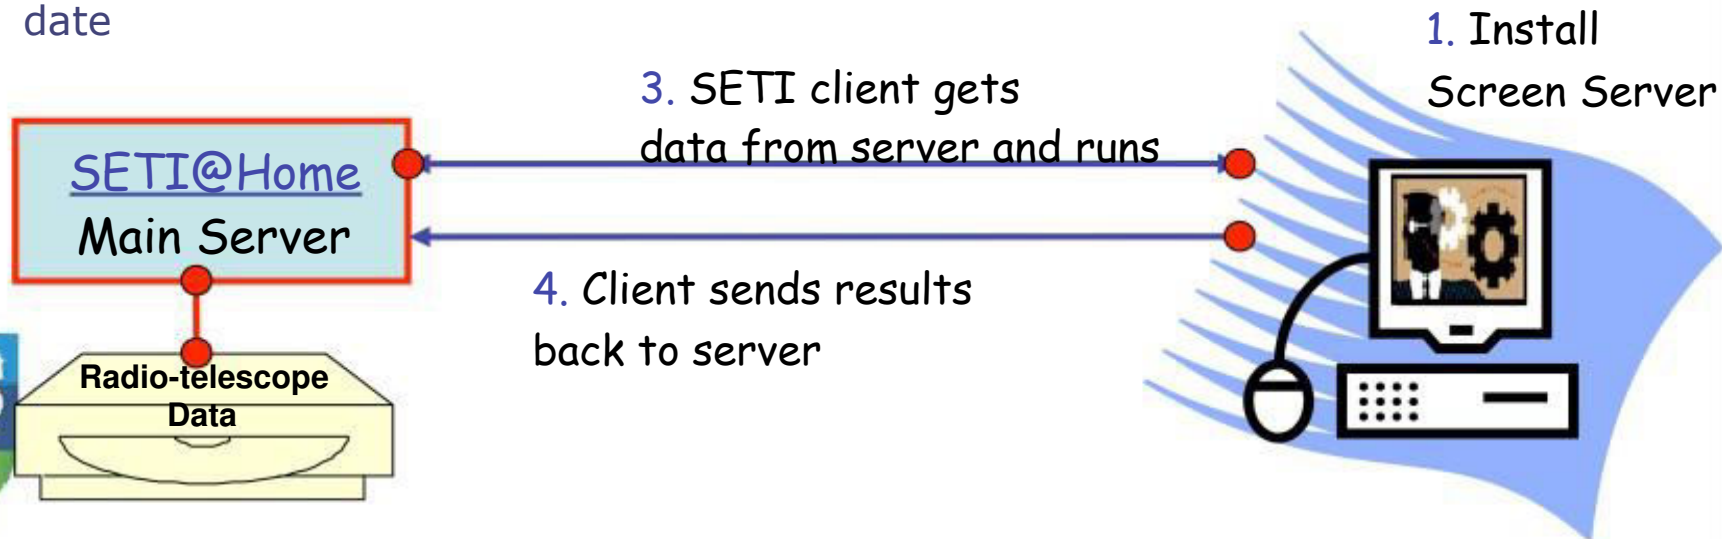 date
1. Install
Screen Server
3. SETI client gets
data from server and runs
SETI@Home
Main Server
4. Client sends results
back to server
Radio-telescope
Data